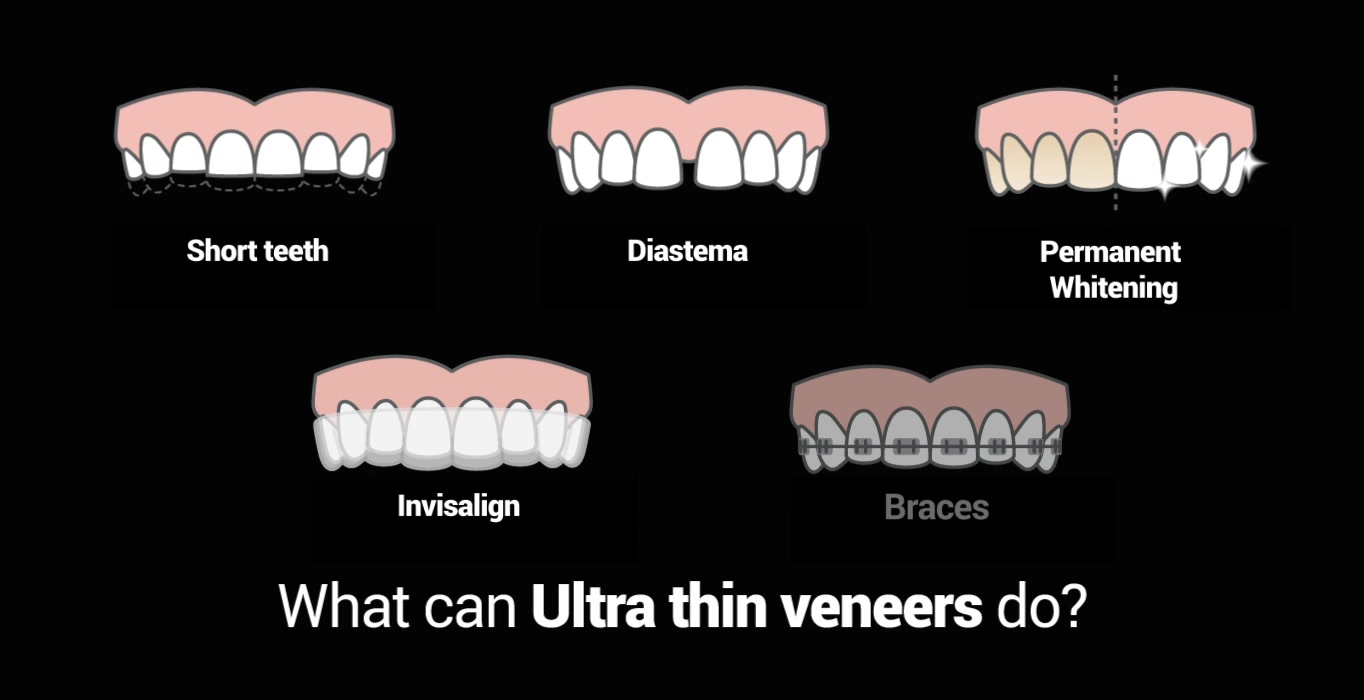 Short teeth
Diastema
Permanent
Whitening
Invisalign
Braces
What can Ultra thin veneers do?